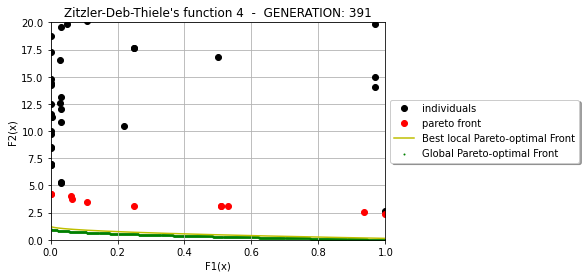 Zitzler-Deb-Thiele's function 4 - GENERATION: 391
F2(x)
20.0
17.5
15.0
12.5
10.0
7.5
5.0
2.5
0.0
0.0 0.2 0.4 0.6 0.8 1.0
F1(x)
individuals
pareto front
Best local Pareto-optimal Front
Global Pareto-optimal Front